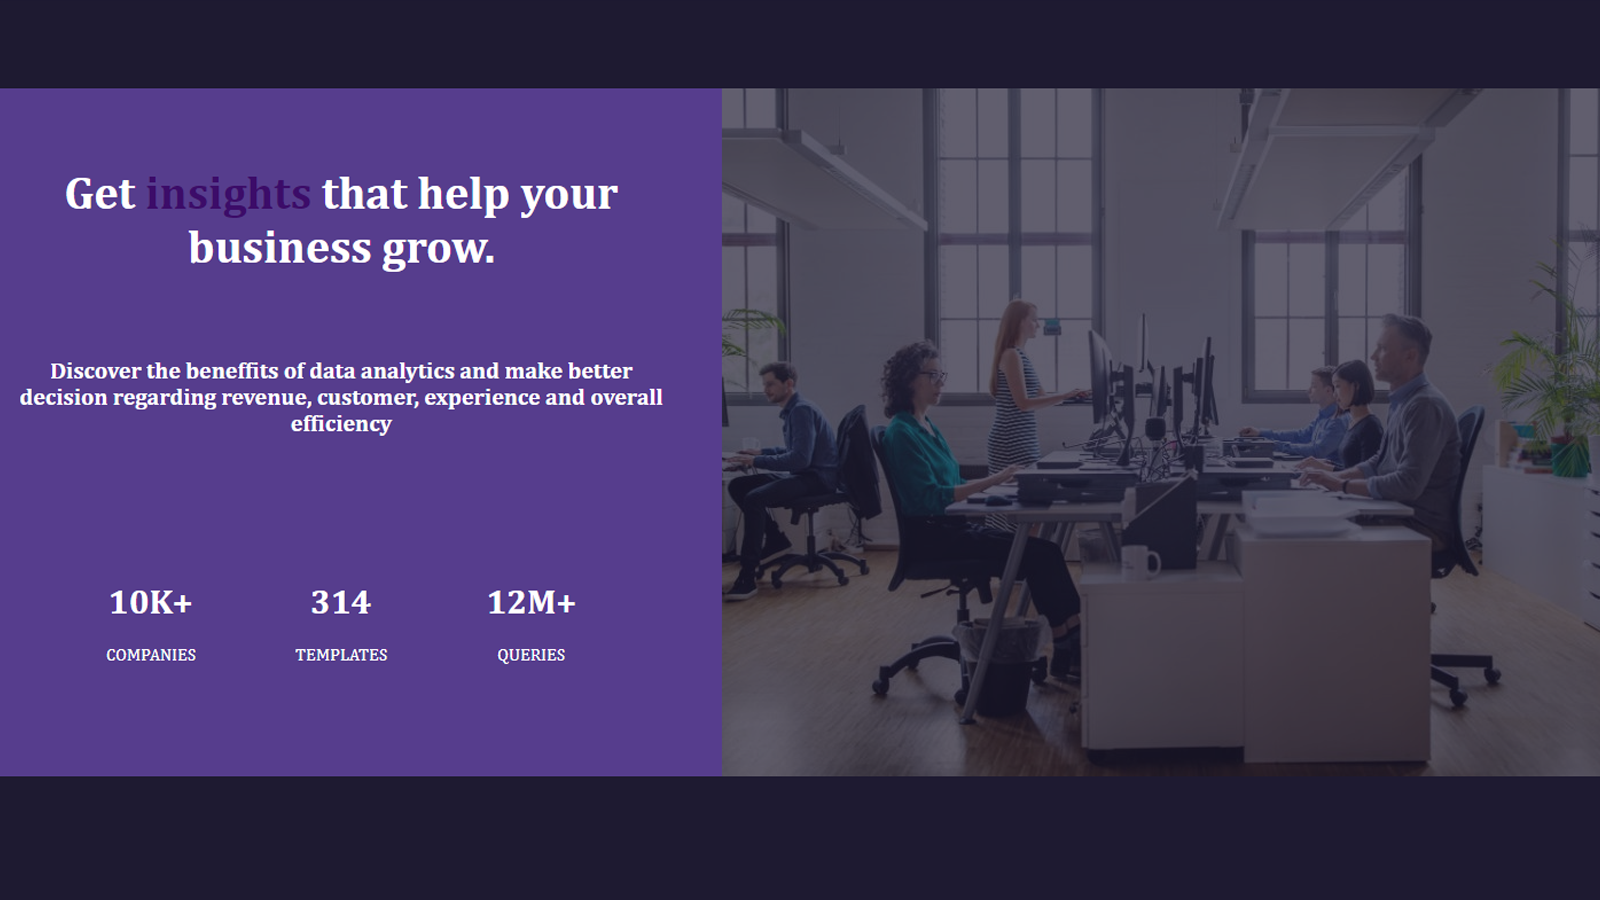 Get insights that help your
business grow.
Discover the beneffits of data analytics and make better
decision regarding revenue, customer, experience and overall
efficiency
10K+ 314 12M+
COMPANIES TEMPLATES QUERIES